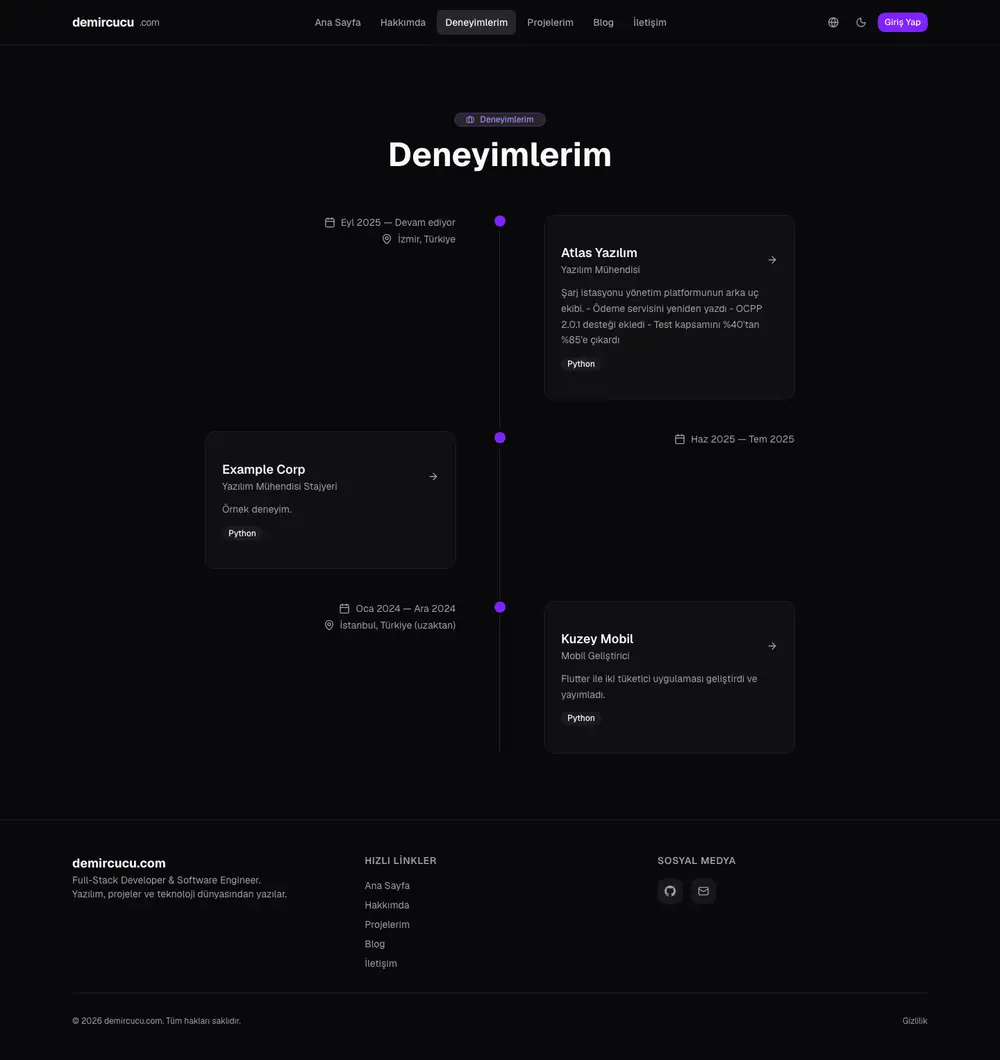 demircucu .com
Ana Sayfa
Hakkımda
Deneyimlerim
Projelerim
Blog
İletişim
Giriş Yap
Deneyimlerim
Deneyimlerim
Eyl 2025 — Devam ediyor
İzmir, Türkiye
Atlas Yazılım
Yazılım Mühendisi
Şarj istasyonu yönetim platformunun arka uç
ekibi. - Ödeme servisini yeniden yazdı - OCPP
2.0.1 desteği ekledi - Test kapsamını %40'tan
%85'e çıkardı
Python
Haz 2025 — Tem 2025
Example Corp
Yazılım Mühendisi Stajyeri
Örnek deneyim.
Python
Oca 2024 — Ara 2024
İstanbul, Türkiye (uzaktan)
Kuzey Mobil
Mobil Geliştirici
Flutter ile iki tüketici uygulaması geliştirdi ve
yayımladı.
Python
demircucu.com
Full-Stack Developer & Software Engineer.
Yazılım, projeler ve teknoloji dünyasından yazılar.
HIZLI LİNKLER
Ana Sayfa
Hakkımda
Projelerim
Blog
İletişim
SOSYAL MEDYA
© 2026 demircucu.com. Tüm hakları saklıdır.
Gizlilik